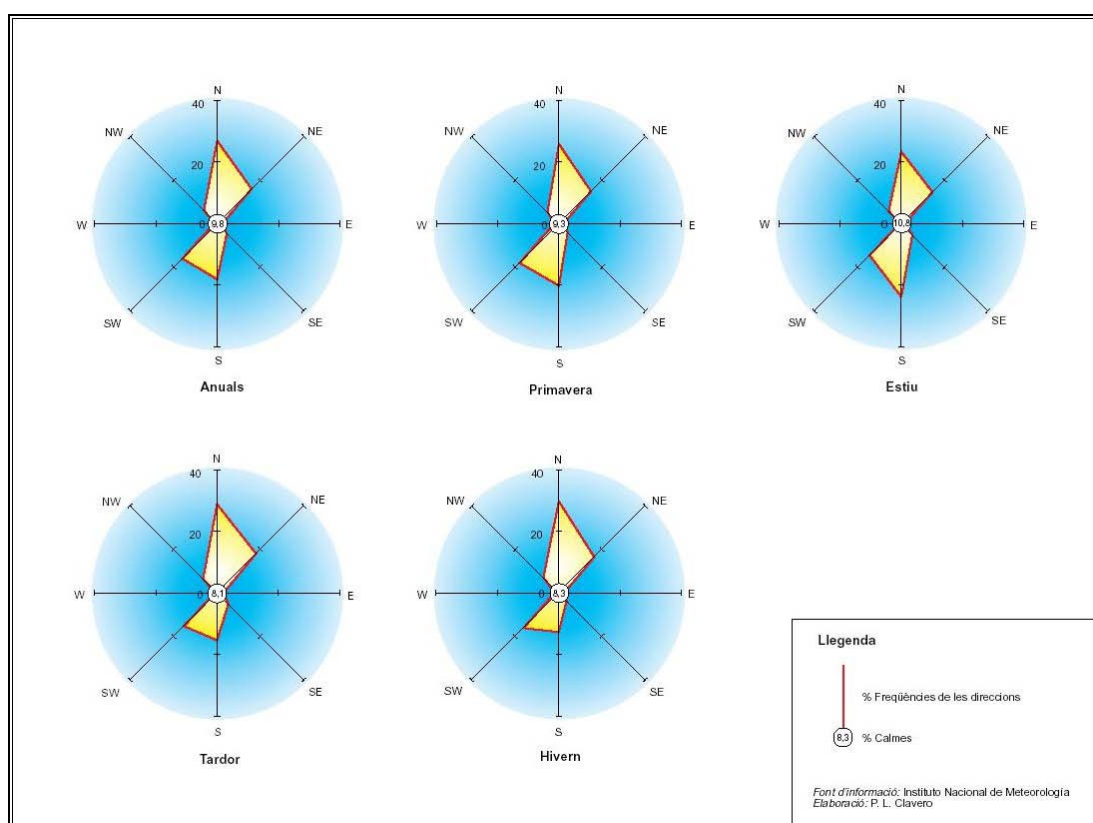 N
40
NW
NE
20
W
0
9,8
E
SW
SE
S
Anuals
N
40
NW
NE
20
W
0
9,3
E
SW
SE
S
Primavera
N
40
NW
NE
20
W
0
10,8
E
SW
SE
S
Estiu
N
40
NW
NE
20
W
0
8,1
E
SW
SE
S
Tardor
N
40
NW
NE
20
W
0
8,3
E
SW
SE
S
Hivern
Llegenda
% Freqüències de les direccions
8,3 % Calmes
Font d'informació: Instituto Nacional de Meteorología
Elaboració: P. L. Clavero